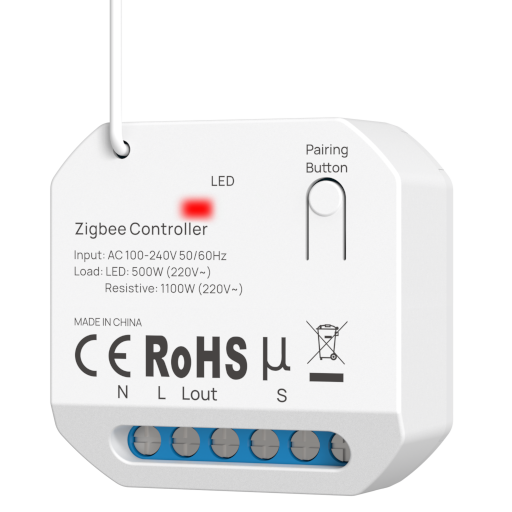 Pairing
Button
LED
Zigbee Controller
Input: AC 100-240V 50/60Hz
Load: LED: 500W (220V~)
Resistive: 1100W (220V~)
MADE IN CHINA
CE RoHS μ
N L Lout S